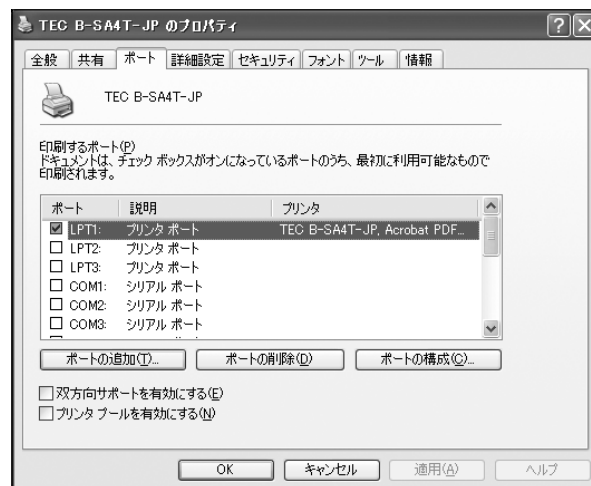 TEC B-SA4T-JP のプロパティ
全般 共有 ポート 詳細設定 セキュリティ フォント ツール 情報
TEC B-SA4T-JP
印刷するポート(P)
ドキュメントは、チェック ボックスがオンになっているポートのうち、最初に利用可能なもので
印刷されます。
ポート 説明 プリンタ
LPT1: プリンタ ポート TEC B-SA4T-JP, Acrobat PDF...
LPT2: プリンタ ポート
LPT3: プリンタ ポート
COM1: シリアル ポート
COM2: シリアル ポート
COM3: シリアル ポート
ポートの追加(T)... ポートの削除(D) ポートの構成(C)...
双方向サポートを有効にする(E)
プリンタ プールを有効にする(N)
OK キャンセル 適用(A) ヘルプ